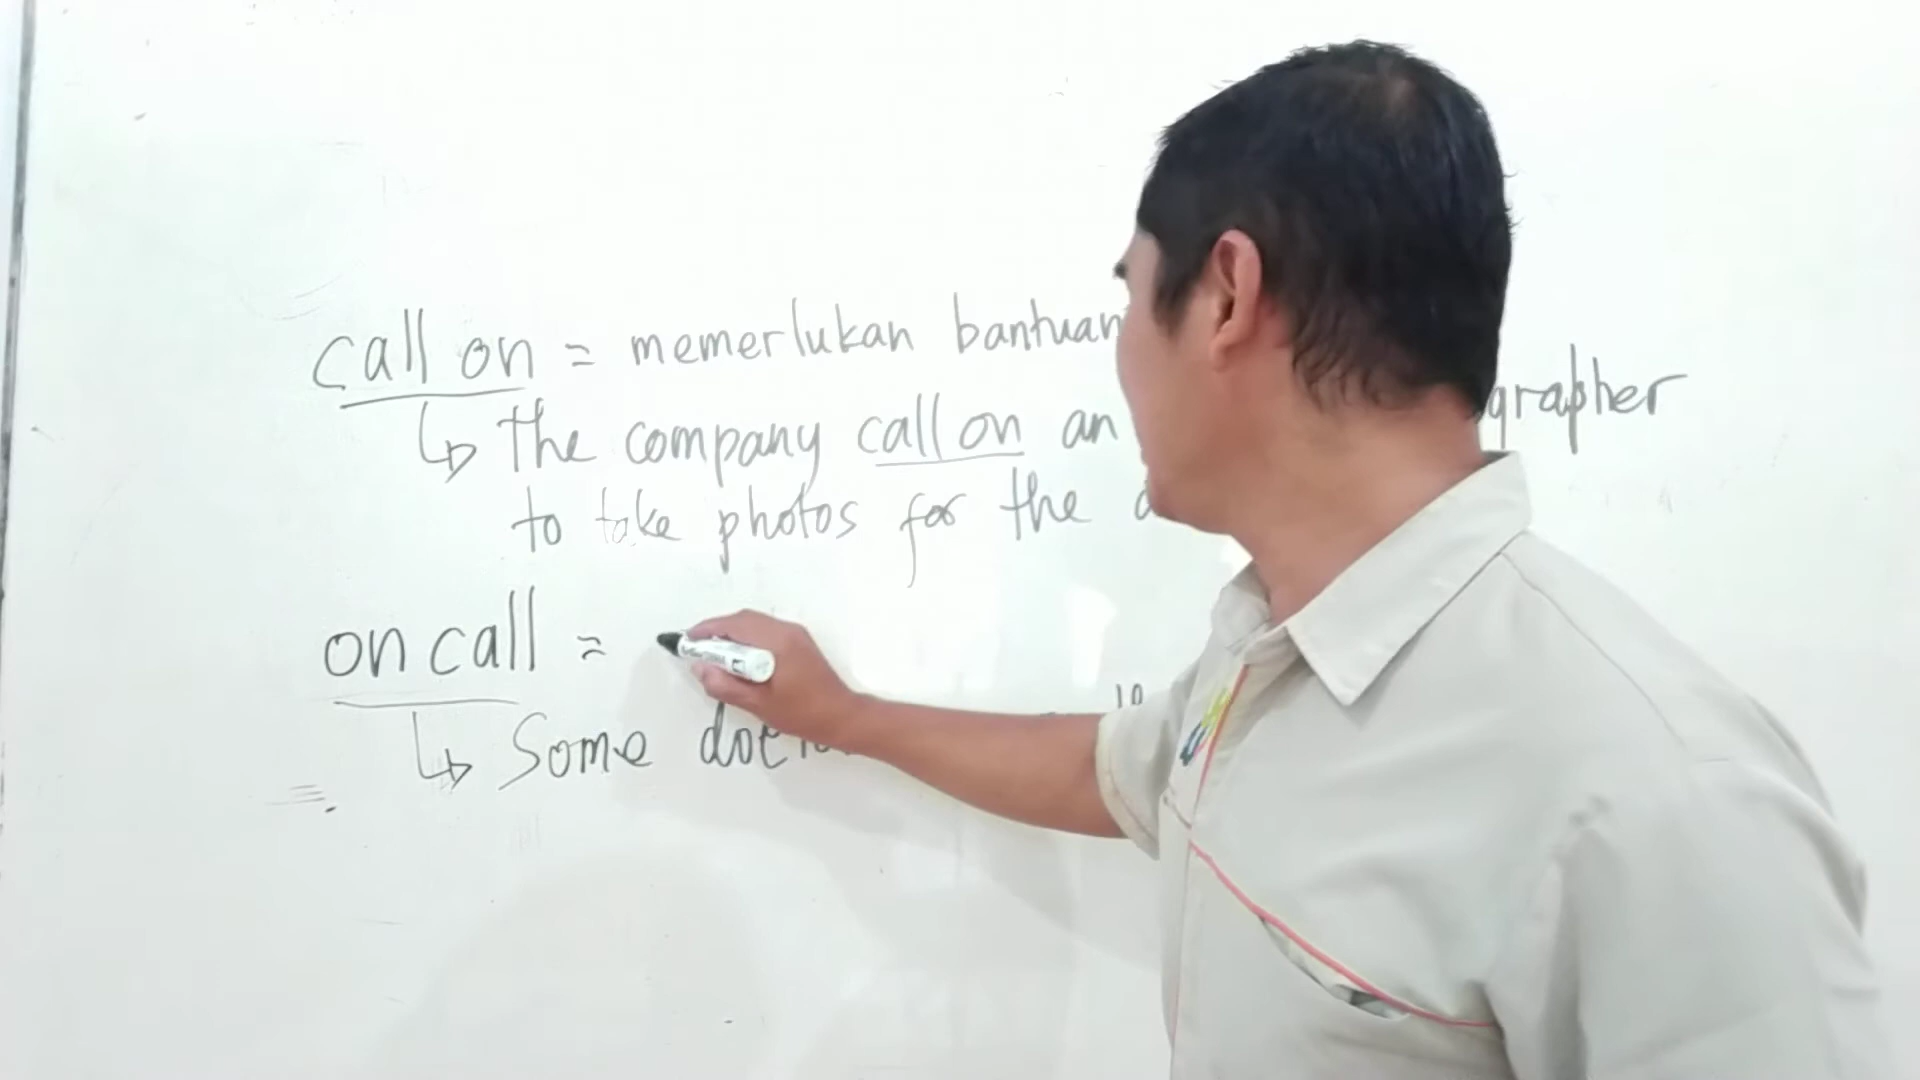 call on = memerlukan bantuan
↳ the company call on an grapher
to take photos for the
on call =
↳ Some